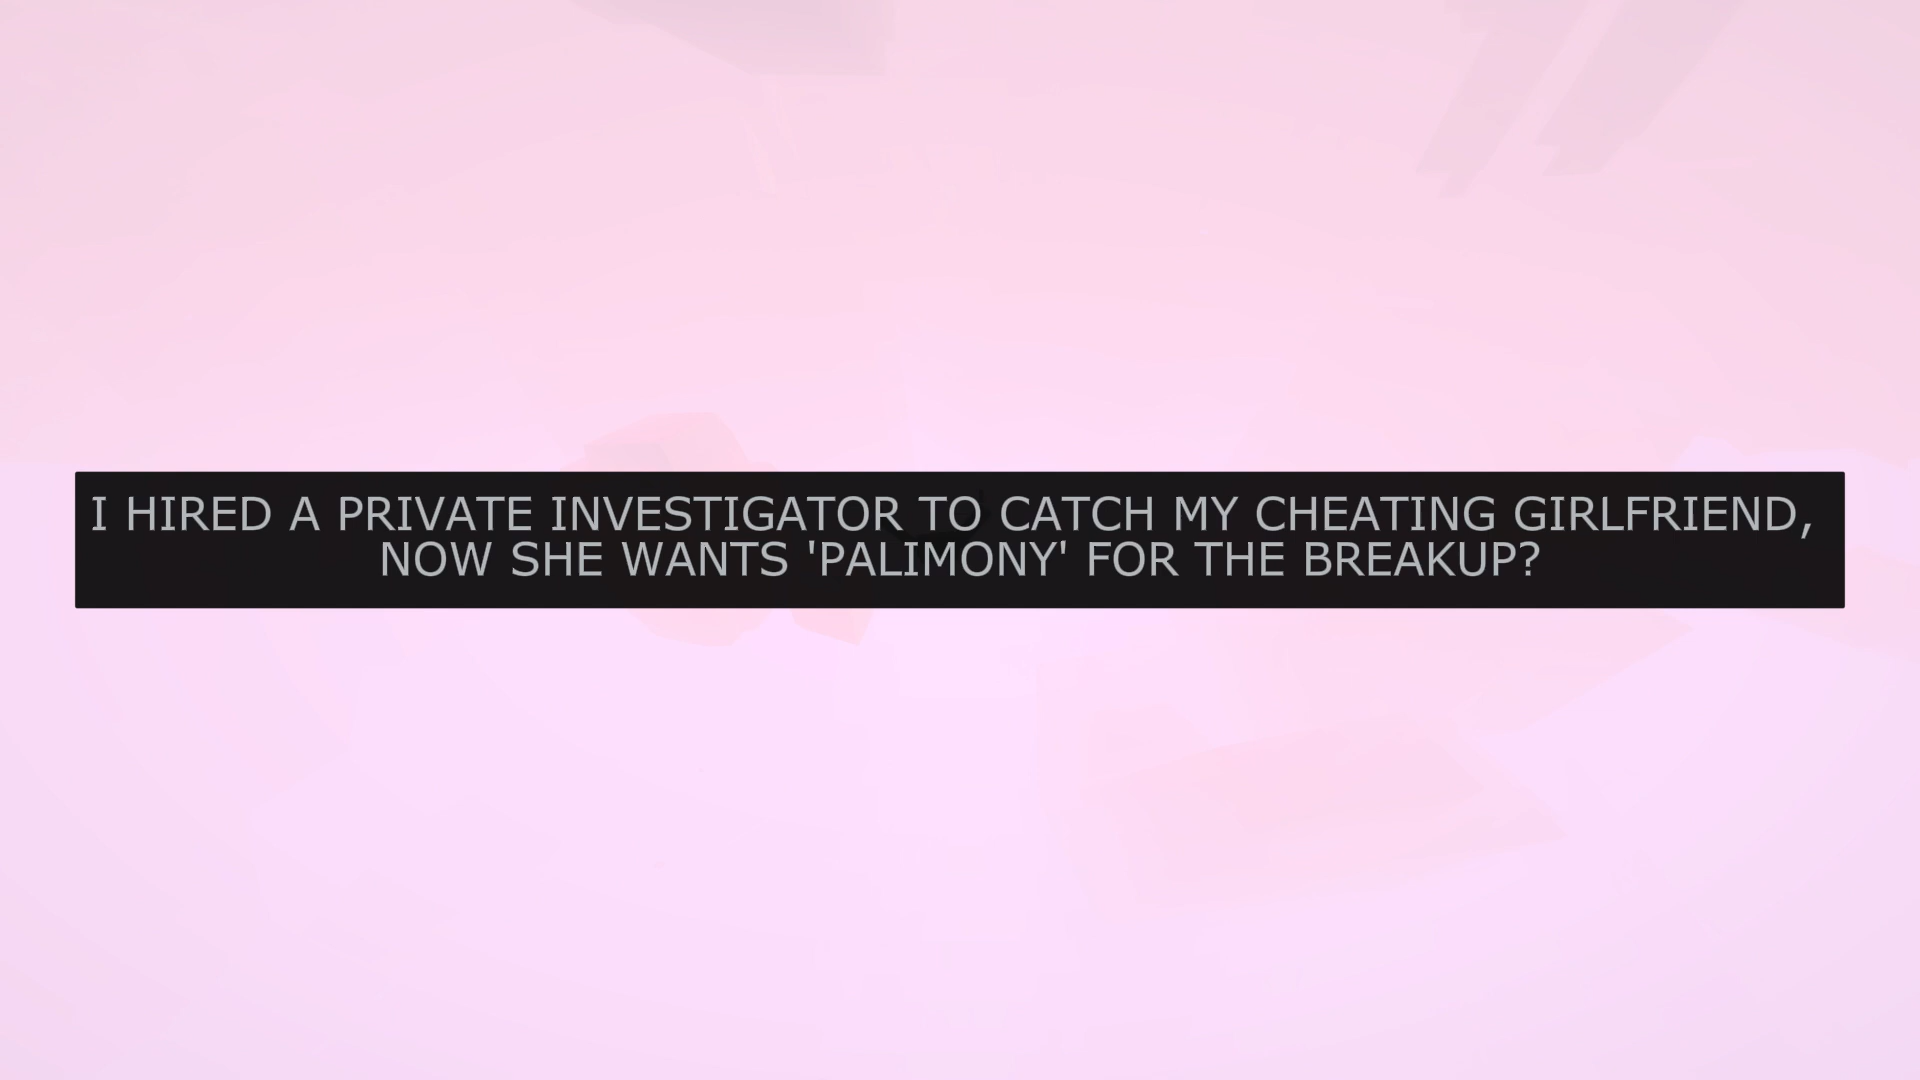 I HIRED A PRIVATE INVESTIGATOR TO CATCH MY CHEATING GIRLFRIEND,
NOW SHE WANTS 'PALIMONY' FOR THE BREAKUP?